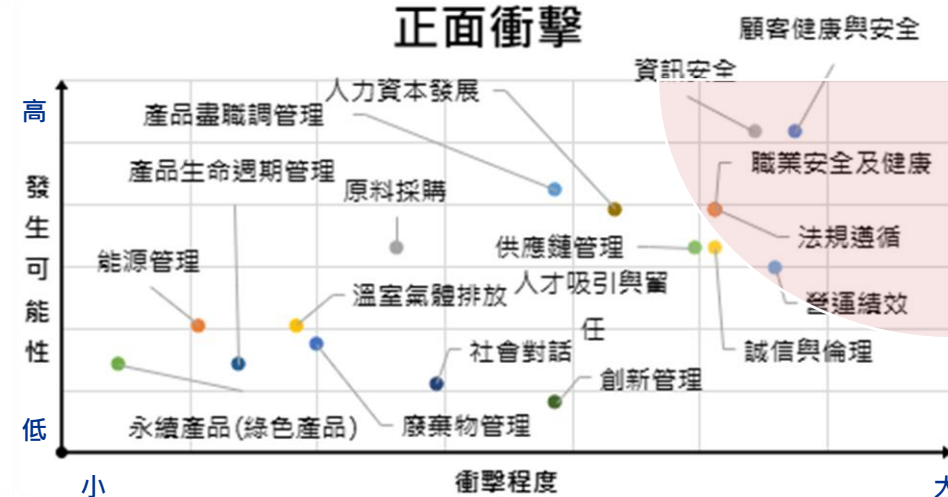 正面衝擊
顧客健康與安全
資訊安全
人力資本發展
高
產品盡職調管理
職業安全及健康
產品生命週期管理
原料採購
發生可能性
法規遵循
供應鏈管理
能源管理
人才吸引與留
任
溫室氣體排放
營運績效
社會對話
誠信與倫理
創新管理
永續產品(綠色產品)
廢棄物管理
低
小
衝擊程度
大